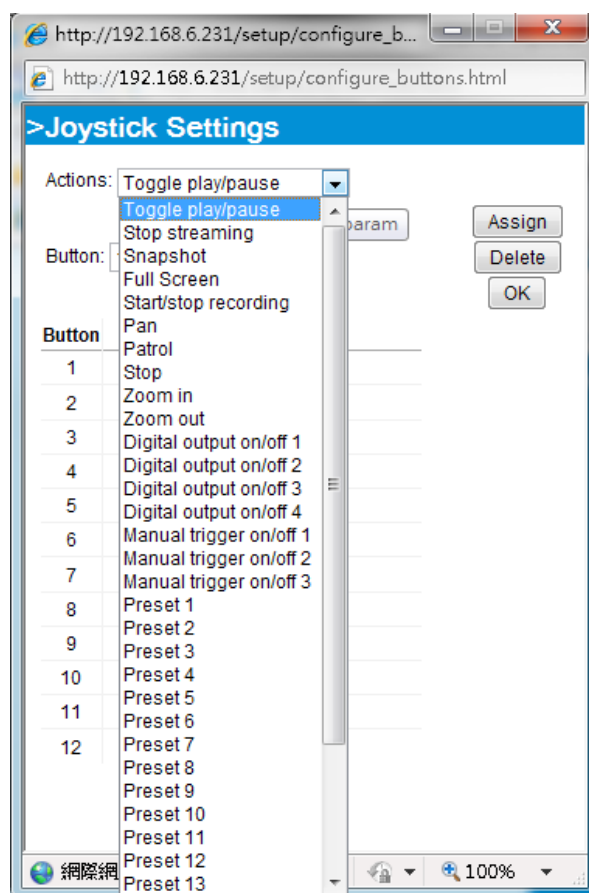 http://192.168.6.231/setup/configure_b...
http://192.168.6.231/setup/configure_buttons.html
>Joystick Settings
Actions: Toggle play/pause
Toggle play/pause
param
Assign
Stop streaming
Button:
Snapshot
Delete
Full Screen
OK
Start/stop recording
Button
Pan
Patrol
1
Stop
2
Zoom in
Zoom out
3
Digital output on/off 1
4
Digital output on/off 2
Digital output on/off 3
5
Digital output on/off 4
6
Manual trigger on/off 1
Manual trigger on/off 2
7
Manual trigger on/off 3
8
Preset 1
Preset 2
9
Preset 3
10
Preset 4
Preset 5
11
Preset 6
12
Preset 7
Preset 8
Preset 9
Preset 10
Preset 11
網際網
Preset 12
100%
Preset 13